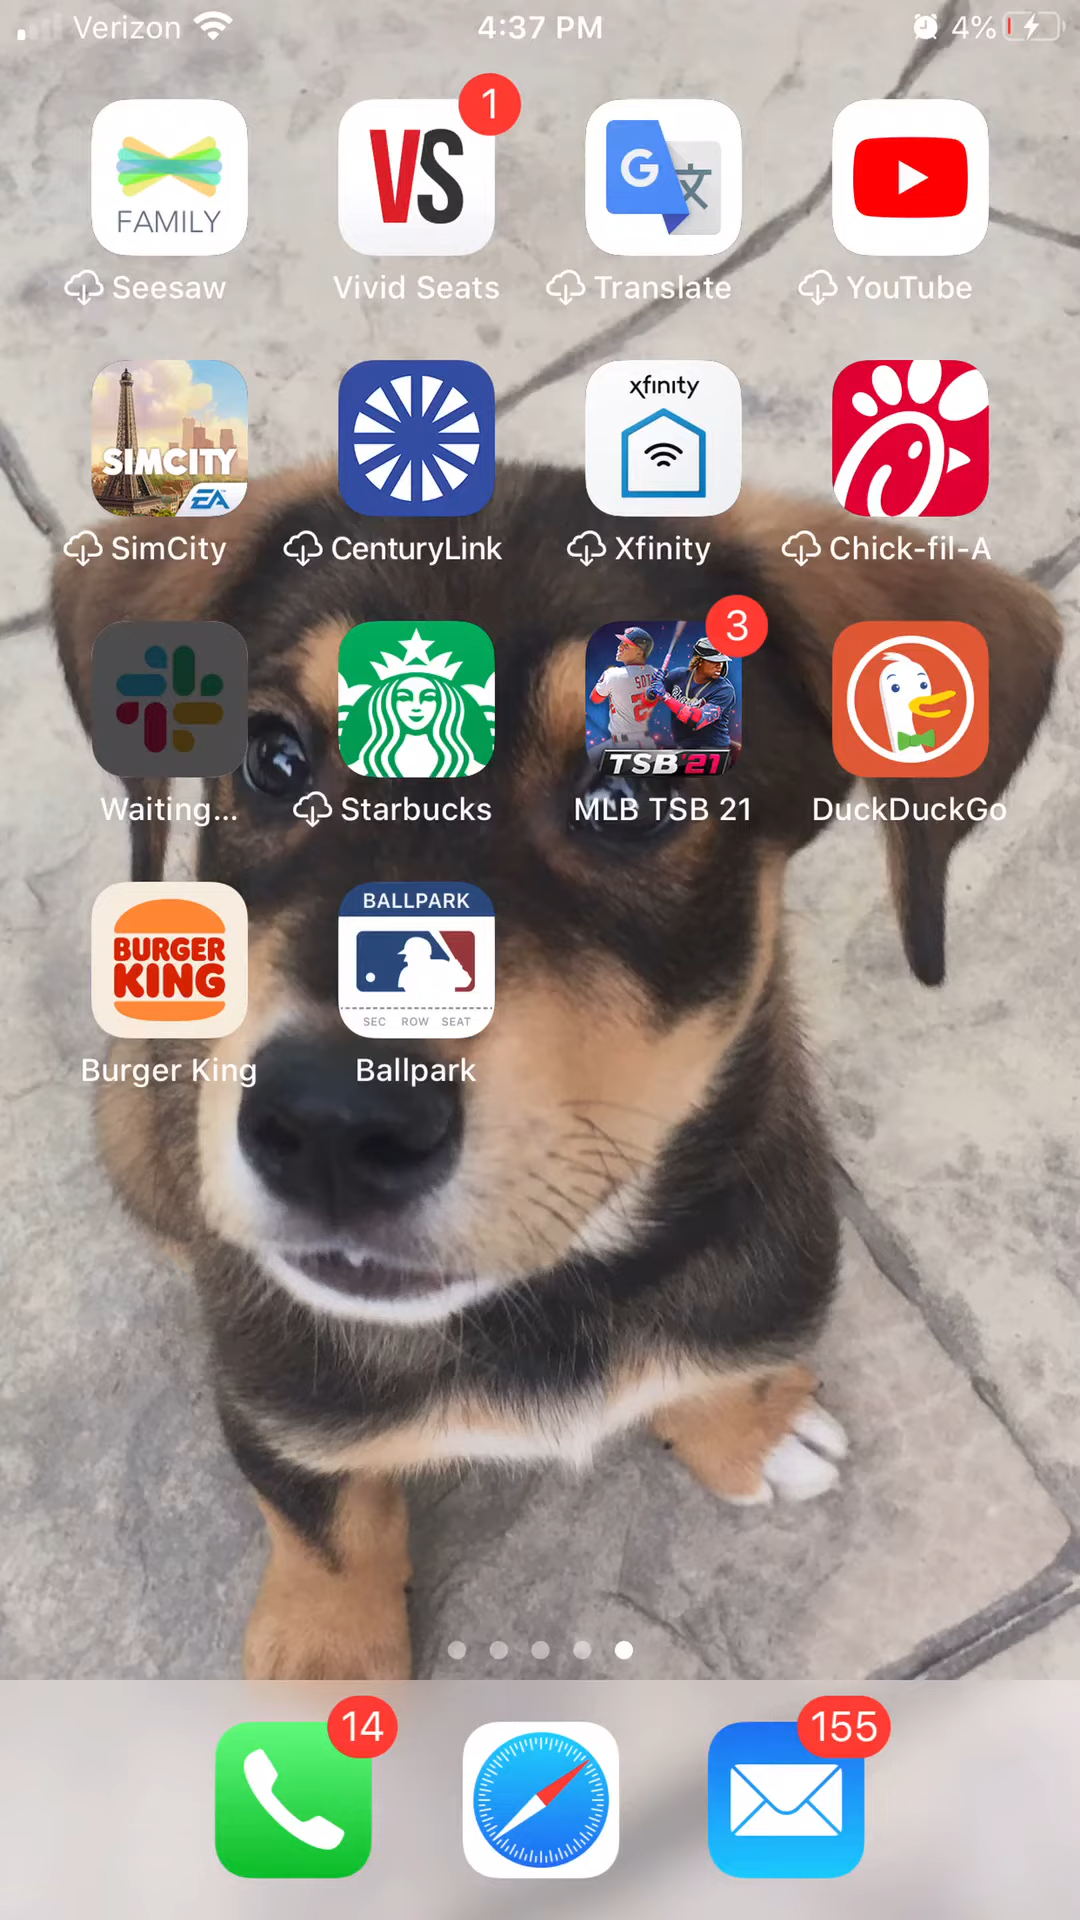 Verizon 4:37 PM 4%
1
FAMILY VS G 文
Seesaw Vivid Seats Translate YouTube
xfinity
SIMCITY
EA
SimCity CenturyLink Xfinity Chick-fil-A
3
SOT
TSB'21
Waiting... Starbucks MLB TSB 21 DuckDuckGo
BALLPARK
BURGER
KING
SEC ROW SEAT
Burger King Ballpark
14 155